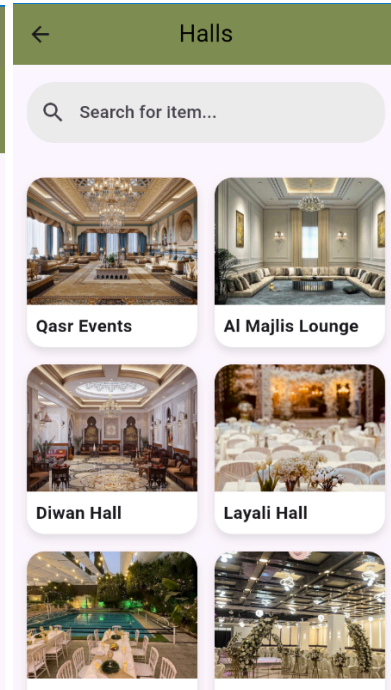 Halls
Search for item...
Qasr Events
Al Majlis Lounge
Diwan Hall
Layali Hall